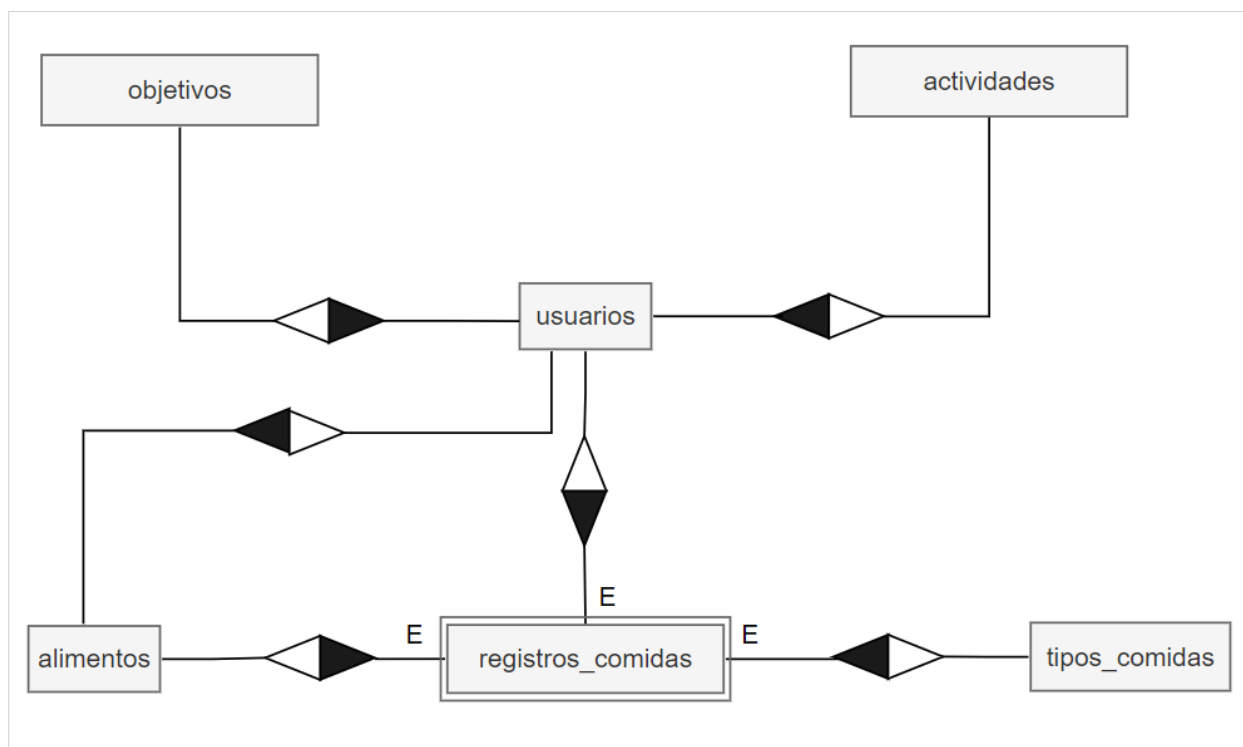 objetivos
actividades
usuarios
E
E
E
alimentos
registros_comidas
tipos_comidas